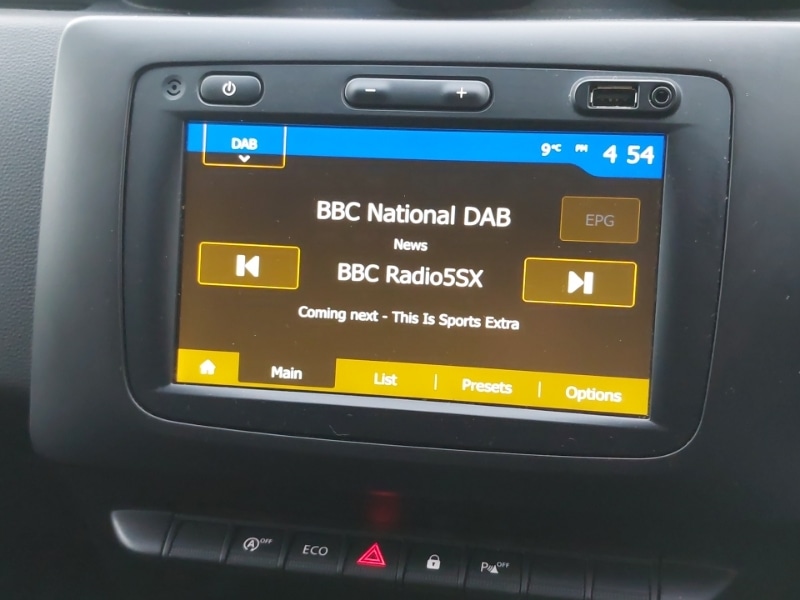 DAB
9°C PM 4 54
BBC National DAB
EPG
News
BBC Radio5SX
Coming next - This Is Sports Extra
Main
List
Presets
Options
A OFF
ECO
P OFF